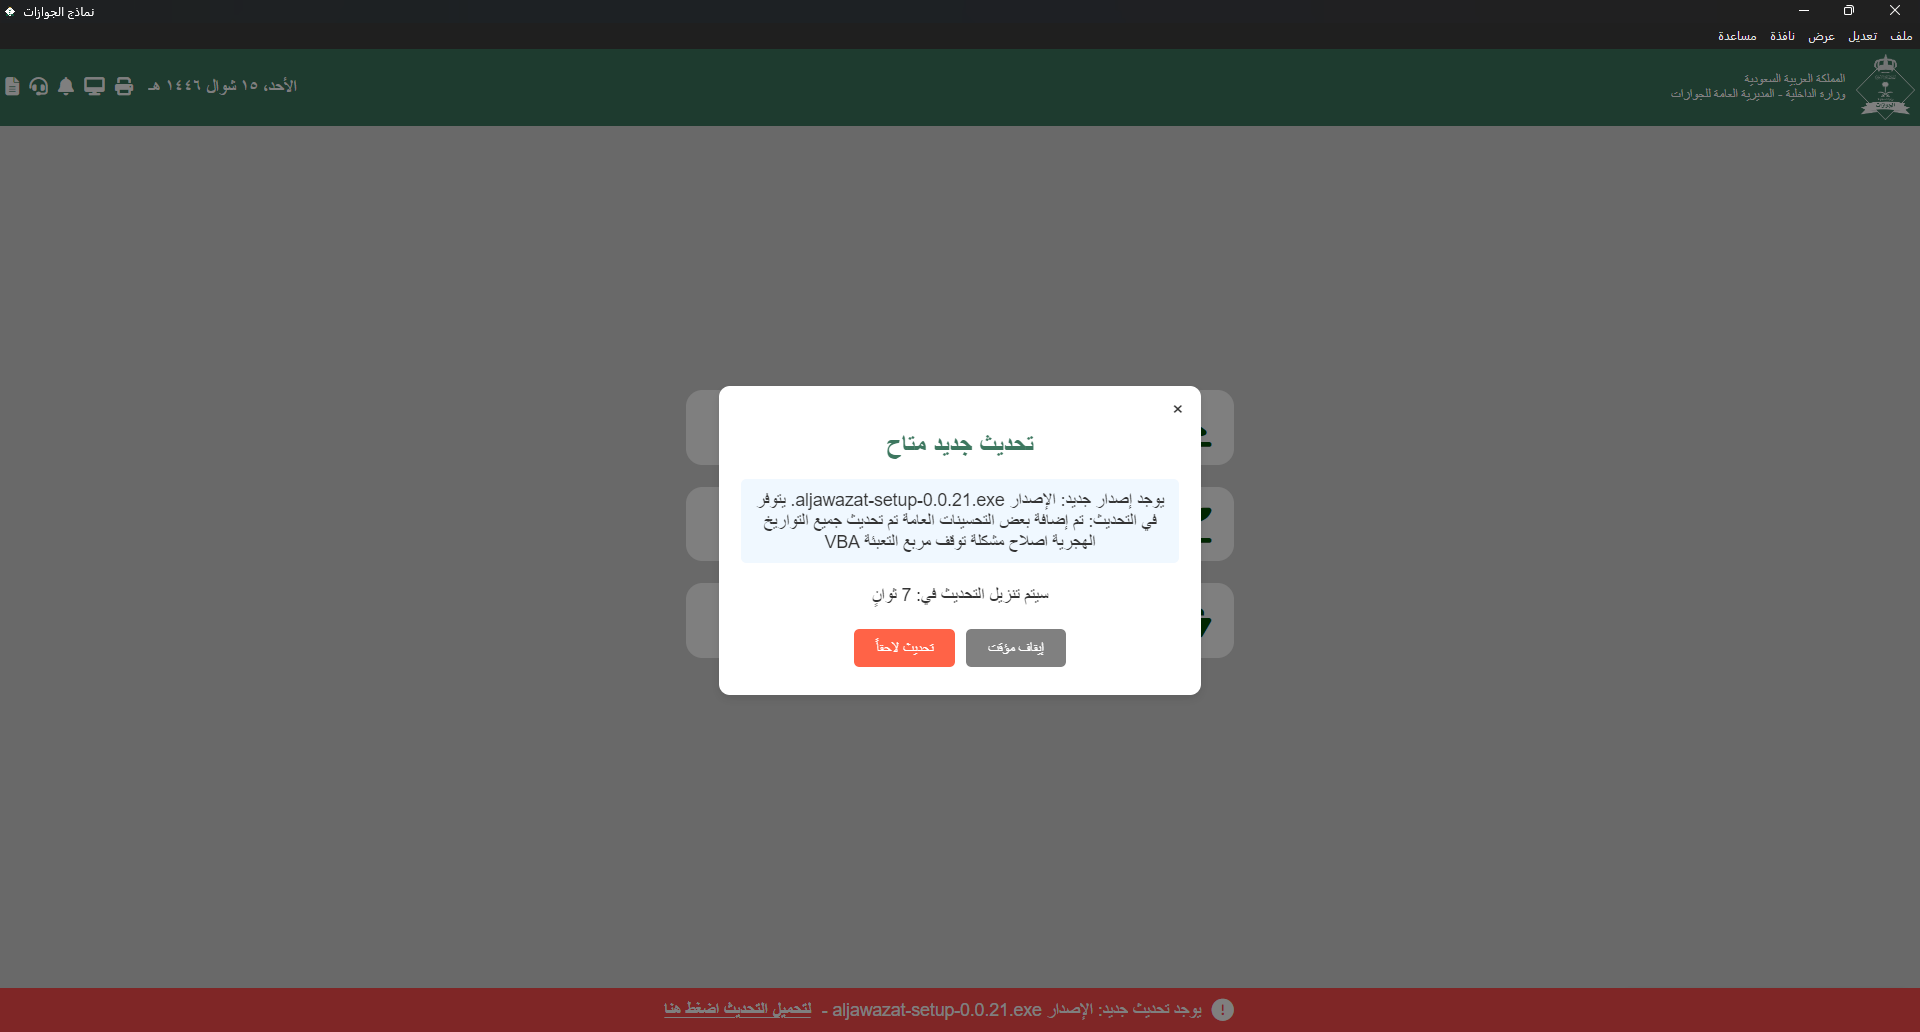 نماذج الجوازات
ملف تعديل عرض نافذة مساعدة
المملكة العربية السعودية
وزارة الداخلية - المديرية العامة للجوازات
الجوازات
الأحد، ١٥ شوال ١٤٤٦ هـ
×
تحديث جديد متاح
يوجد إصدار جديد: الإصدار aljawazat-setup-0.0.21.exe. يتوفر
في التحديث: تم إضافة بعض التحسينات العامة تم تحديث جميع التواريخ
الهجرية اصلاح مشكلة توقف مربع التعبئة VBA
سيتم تنزيل التحديث في: 7 ثوانٍ
إيقاف مؤقت
تحديث لاحقاً
يوجد تحديث جديد: الإصدار aljawazat-setup-0.0.21.exe - لتحميل التحديث اضغط هنا